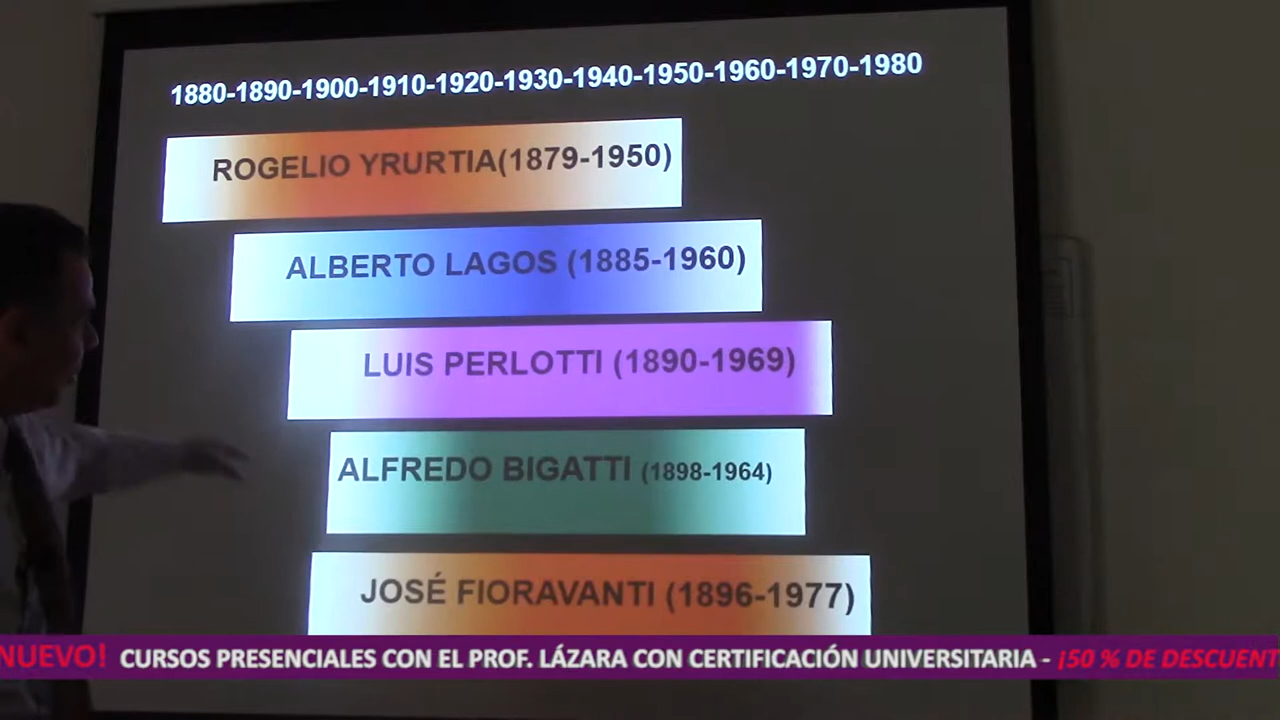 1880-1890-1900-1910-1920-1930-1940-1950-1960-1970-1980
ROGELIO YRURTIA(1879-1950)
ALBERTO LAGOS (1885-1960)
LUIS PERLOTTI (1890-1969)
ALFREDO BIGATTI (1898-1964)
JOSÉ FIORAVANTI (1896-1977)
NUEVO! CURSOS PRESENCIALES CON EL PROF. LÁZARA CON CERTIFICACIÓN UNIVERSITARIA - ¡50 % DE DESCUENT